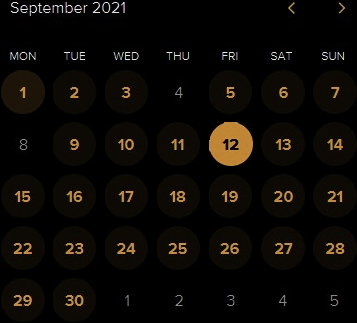 September 2021
MON TUE WED THU FRI SAT SUN
1 2 3 4 5 6 7
8 9 10 11 12 13 14
15 16 17 18 19 20 21
22 23 24 25 26 27 28
29 30 1 2 3 4 5